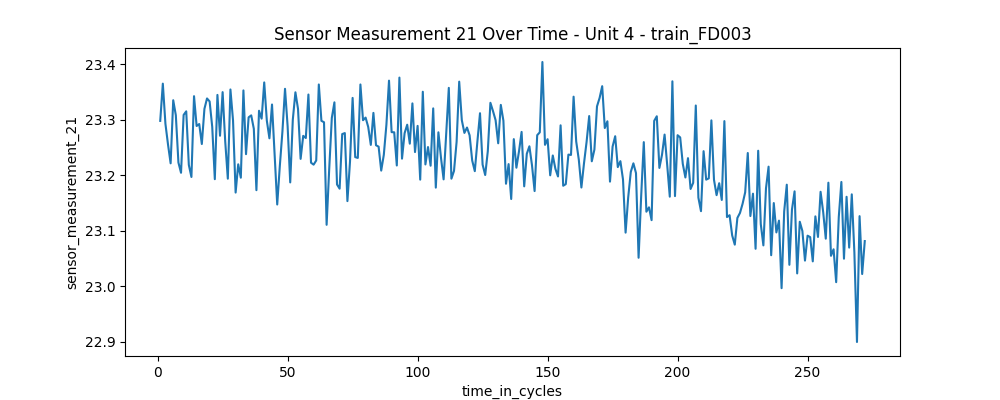 Sensor Measurement 21 Over Time - Unit 4 - train_FD003
sensor_measurement_21
23.4
23.3
23.2
23.1
23.0
22.9
0 50 100 150 200 250
time_in_cycles